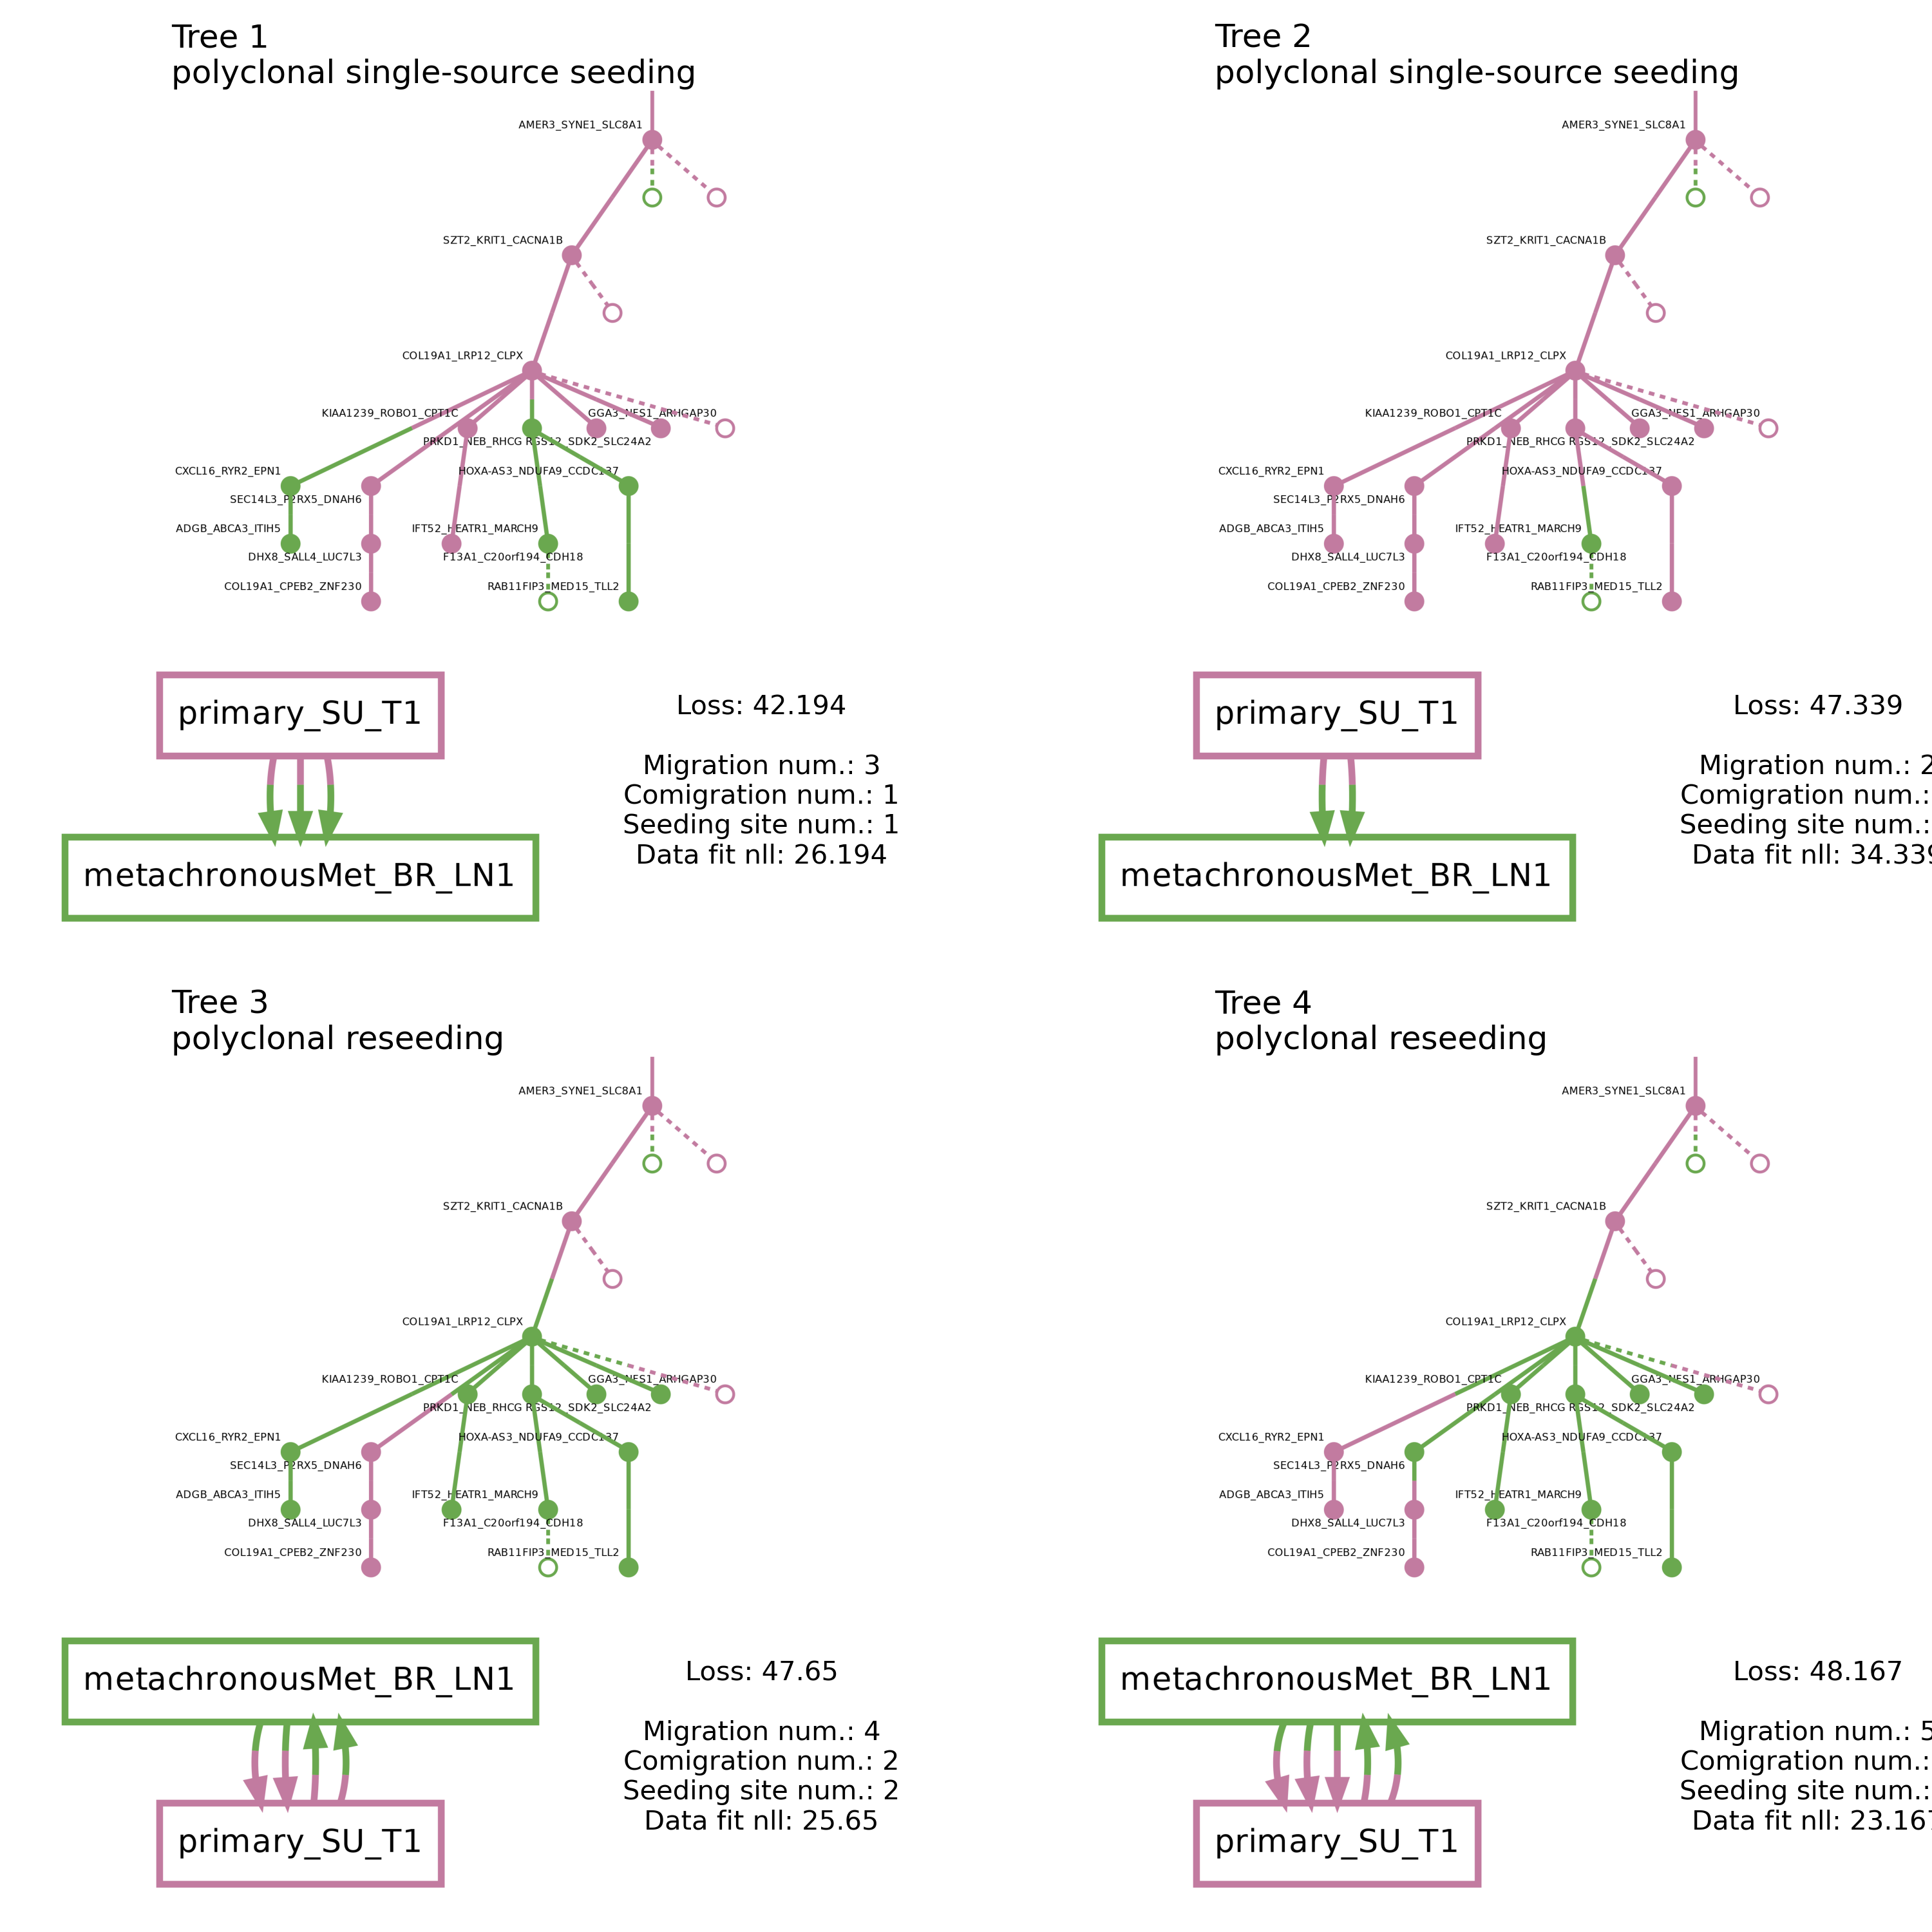 Tree 1
polyclonal single-source seeding
AMER3_SYNE1_SLC8A1
SZT2_KRIT1_CACNA1B
COL19A1_LRP12_CLPX
KIAA1239_ROBO1_CPT1C
GGA3_NES1_ARHGAP30
PRKD1_NEB_RHCG
RGS12_SDK2_SLC24A2
CXCL16_RYR2_EPN1
HOXA-AS3_NDUFA9_CCDC137
SEC14L3_P2RX5_DNAH6
ADGB_ABCA3_ITIH5
IFT52_HEATR1_MARCH9
DHX8_SALL4_LUC7L3
F13A1_C20orf194_CDH18
COL19A1_CPEB2_ZNF230
RAB11FIP3_MED15_TLL2
primary_SU_T1
metachronousMet_BR_LN1
Loss: 42.194
Migration num.: 3
Comigration num.: 1
Seeding site num.: 1
Data fit nll: 26.194
Tree 2
polyclonal single-source seeding
AMER3_SYNE1_SLC8A1
SZT2_KRIT1_CACNA1B
COL19A1_LRP12_CLPX
KIAA1239_ROBO1_CPT1C
GGA3_NES1_ARHGAP30
PRKD1_NEB_RHCG
RGS12_SDK2_SLC24A2
CXCL16_RYR2_EPN1
HOXA-AS3_NDUFA9_CCDC137
SEC14L3_P2RX5_DNAH6
ADGB_ABCA3_ITIH5
IFT52_HEATR1_MARCH9
DHX8_SALL4_LUC7L3
F13A1_C20orf194_CDH18
COL19A1_CPEB2_ZNF230
RAB11FIP3_MED15_TLL2
primary_SU_T1
metachronousMet_BR_LN1
Loss: 47.339
Migration num.: 2
Comigration num.:
Seeding site num.:
Data fit nll: 34.339
Tree 3
polyclonal reseeding
AMER3_SYNE1_SLC8A1
SZT2_KRIT1_CACNA1B
COL19A1_LRP12_CLPX
KIAA1239_ROBO1_CPT1C
GGA3_NES1_ARHGAP30
PRKD1_NEB_RHCG
RGS12_SDK2_SLC24A2
CXCL16_RYR2_EPN1
HOXA-AS3_NDUFA9_CCDC137
SEC14L3_P2RX5_DNAH6
ADGB_ABCA3_ITIH5
IFT52_HEATR1_MARCH9
DHX8_SALL4_LUC7L3
F13A1_C20orf194_CDH18
COL19A1_CPEB2_ZNF230
RAB11FIP3_MED15_TLL2
metachronousMet_BR_LN1
primary_SU_T1
Loss: 47.65
Migration num.: 4
Comigration num.: 2
Seeding site num.: 2
Data fit nll: 25.65
Tree 4
polyclonal reseeding
AMER3_SYNE1_SLC8A1
SZT2_KRIT1_CACNA1B
COL19A1_LRP12_CLPX
KIAA1239_ROBO1_CPT1C
GGA3_NES1_ARHGAP30
PRKD1_NEB_RHCG
RGS12_SDK2_SLC24A2
CXCL16_RYR2_EPN1
HOXA-AS3_NDUFA9_CCDC137
SEC14L3_P2RX5_DNAH6
ADGB_ABCA3_ITIH5
IFT52_HEATR1_MARCH9
DHX8_SALL4_LUC7L3
F13A1_C20orf194_CDH18
COL19A1_CPEB2_ZNF230
RAB11FIP3_MED15_TLL2
metachronousMet_BR_LN1
primary_SU_T1
Loss: 48.167
Migration num.: 5
Comigration num.:
Seeding site num.:
Data fit nll: 23.167